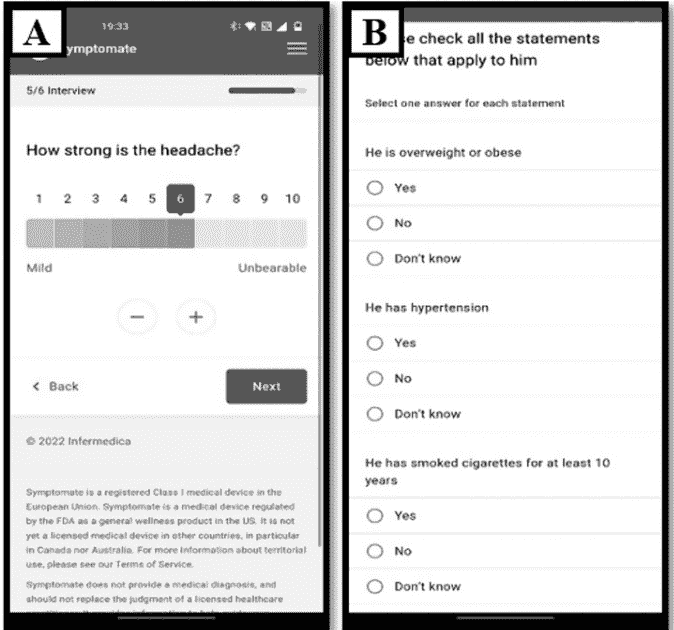 A
19:33
ymptomate
5/6 Interview
How strong is the headache?
1 2 3 4 5 6 7 8 9 10
Mild Unbearable
− +
< Back Next
© 2022 Infermedica
Symptomate is a registered Class I medical device in the
European Union. Symptomate is a medical device regulated
by the FDA as a general wellness product in the US. It is not
yet a licensed medical device in other countries, in particular
in Canada nor Australia. For more information about territorial
use, please see our Terms of Service.
Symptomate does not provide a medical diagnosis, and
should not replace the judgment of a licensed healthcare
B
se check all the statements
below that apply to him
Select one answer for each statement
He is overweight or obese
Yes
No
Don't know
He has hypertension
Yes
No
Don't know
He has smoked cigarettes for at least 10
years
Yes
No
Don't know